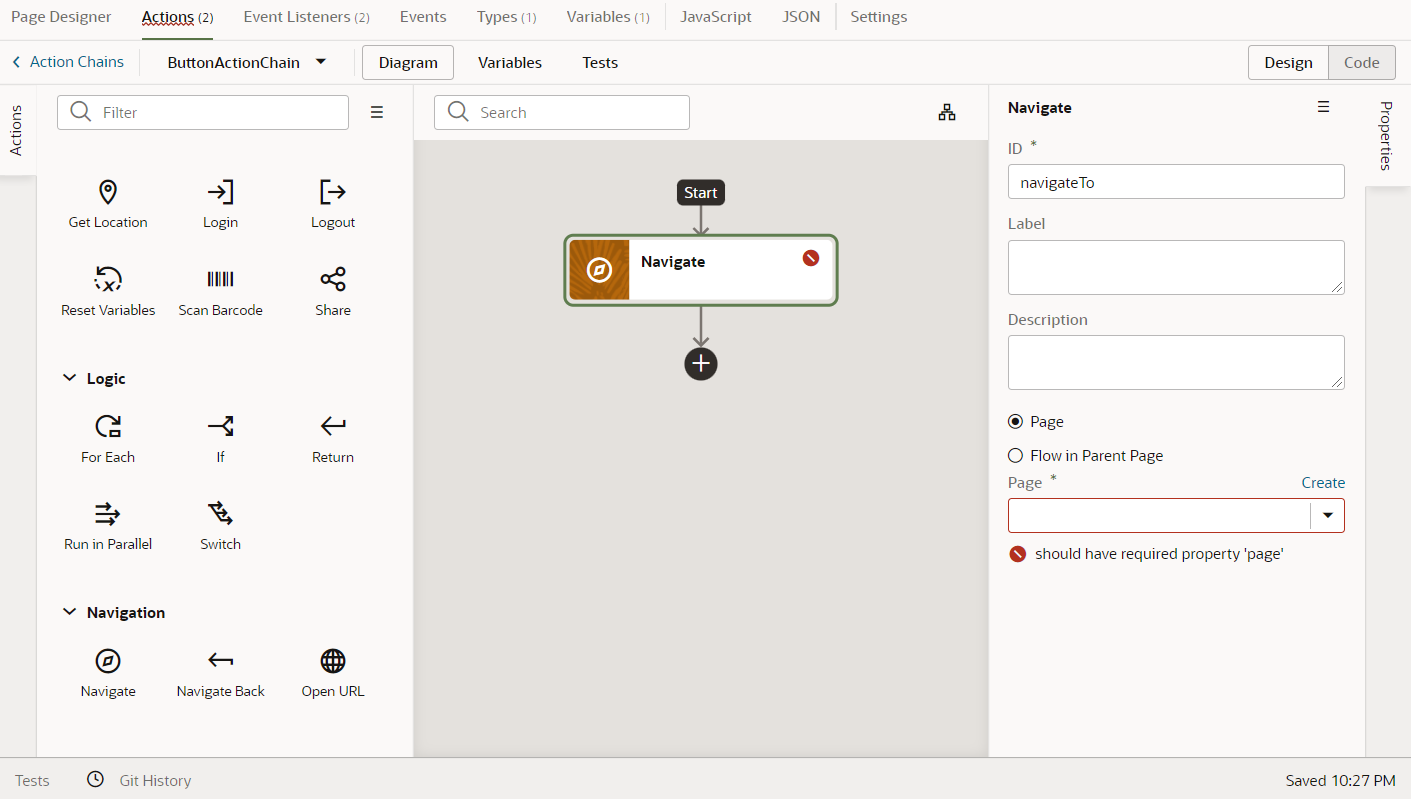 Page Designer Actions (2) Event Listeners (2) Events Types (1) Variables (1) JavaScript JSON Settings
Action Chains ButtonActionChain Diagram Variables Tests Design Code
Actions
Filter
Get Location Login Logout
Reset Variables Scan Barcode Share
Logic
For Each If Return
Run in Parallel Switch
Navigation
Navigate Navigate Back Open URL
Search
Start
Navigate
Navigate
ID *
navigateTo
Label
Description
Page
Flow in Parent Page
Page * Create
should have required property 'page'
Properties
Tests Git History Saved 10:27 PM